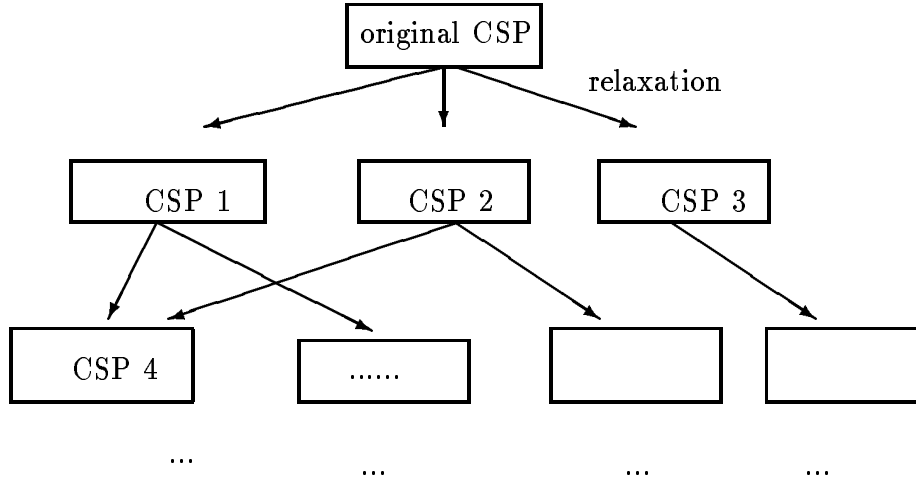 original CSP
relaxation
CSP 1
CSP 2
CSP 3
CSP 4
......
...
...
...
...